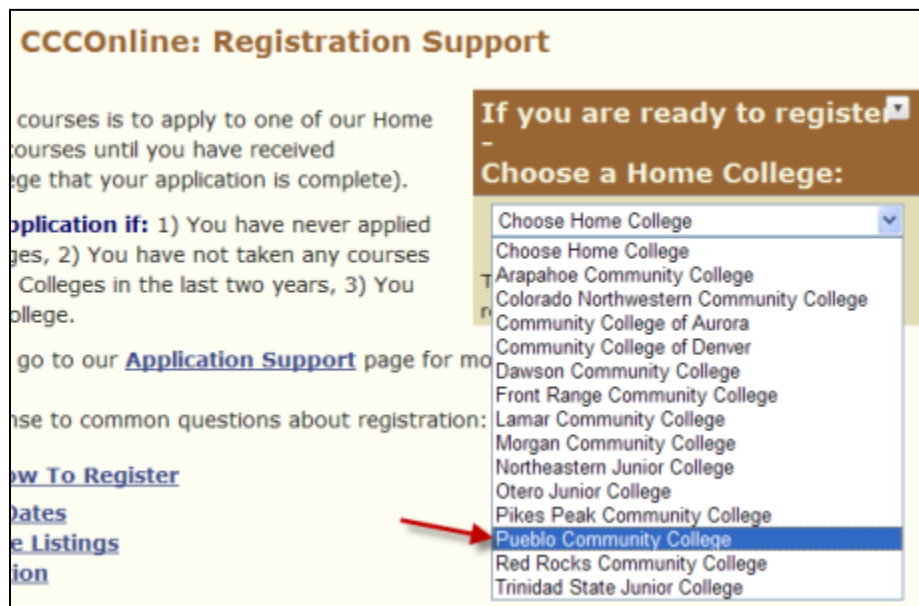 CCCOnline: Registration Support
courses is to apply to one of our Home
courses until you have received
ege that your application is complete).
pplication if: 1) You have never applied
ges, 2) You have not taken any courses
Colleges in the last two years, 3) You
ollege.
go to our Application Support page for mo
nse to common questions about registration:
ow To Register
Dates
e Listings
ion
If you are ready to register
-
Choose a Home College:
Choose Home College
Choose Home College
Arapahoe Community College
Colorado Northwestern Community College
Community College of Aurora
Community College of Denver
Dawson Community College
Front Range Community College
Lamar Community College
Morgan Community College
Northeastern Junior College
Otero Junior College
Pikes Peak Community College
Pueblo Community College
Red Rocks Community College
Trinidad State Junior College